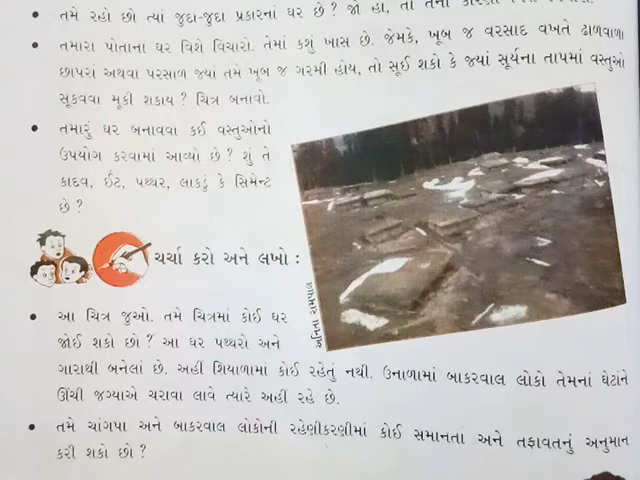 તમે રહો છો ત્યાં જુદા-જુદા પ્રકારનાં ઘર છે? જો હા, તો તેનાં
તમારા પોતાના ઘર વિશે વિચારો. તેમાં કશું ખાસ છે. જેમકે, ખૂબ જ વરસાદ વખતે ઢાળવાળા
છાપરાં અથવા પરસાળ જ્યાં તમે ખૂબ જ ગરમી હોય, તો સૂઈ શકો કે જ્યાં સૂર્યના તાપમાં વસ્તુઓ
સૂકવવા મૂકી શકાય? ચિત્ર બનાવો.
તમારું ઘર બનાવવા કઈ વસ્તુઓનો
ઉપયોગ કરવામાં આવ્યો છે? શું તે
કાદવ, ઈંટ, પથ્થર, લાકડું કે સિમેન્ટ
છે?
અનિતા રામપાલ
ચર્ચા કરો અને લખો :
આ ચિત્ર જુઓ. તમે ચિત્રમાં કોઈ ઘર
જોઈ શકો છો? આ ઘર પથ્થરો અને
ગારાથી બનેલાં છે. અહીં શિયાળામાં કોઈ રહેતું નથી. ઉનાળામાં બાકરવાલ લોકો તેમનાં ઘેટાંને
ઊંચી જગ્યાએ ચરાવા લાવે ત્યારે અહીં રહે છે.
તમે ચાંગપા અને બાકરવાલ લોકોની રહેણીકરણીમાં કોઈ સમાનતા અને તફાવતનું અનુમાન
કરી શકો છો?